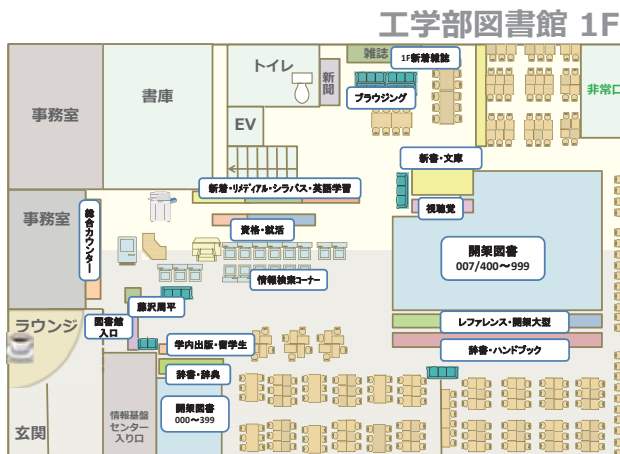 工学部図書館 1F
雑誌
1F新着雑誌
トイレ
新聞
書庫
事務室
ブラウジング
非常口
EV
新書・文庫
新着・リメディアル・シラバス・英語学習
視聴覚
事務室
総合カウンター
資格・就活
開架図書
007/400～999
情報検索コーナー
藤沢周平
ラウンジ
図書館
入口
レファレンス・開架大型
学内出版・留学生
辞書・ハンドブック
辞書・辞典
開架図書
000～399
情報基盤
センター
入り口
玄関